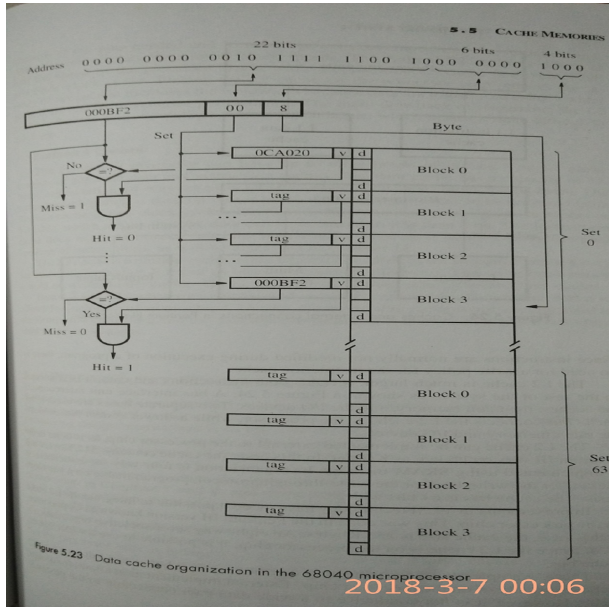 5.5 CACHE MEMORIES
22 bits 6 bits 4 bits
Address 0000 0000 0010 1111 1100 1000 0000 1000
000BF2 00 8
Set Byte
No =? 0CA020 v d Block 0
d
Miss = 1 tag v d Block 1
Hit = 0 ... d
⋮ tag v d Block 2 Set 0
... d
=? 000BF2 v d Block 3
Yes
Miss = 0 d
Hit = 1
tag v d Block 0
d
tag v d Block 1
d
tag v d Block 2 Set 63
d
tag v d Block 3
d
Figure 5.23 Data cache organization in the 68040 microprocessor
2018-3-7 00:06